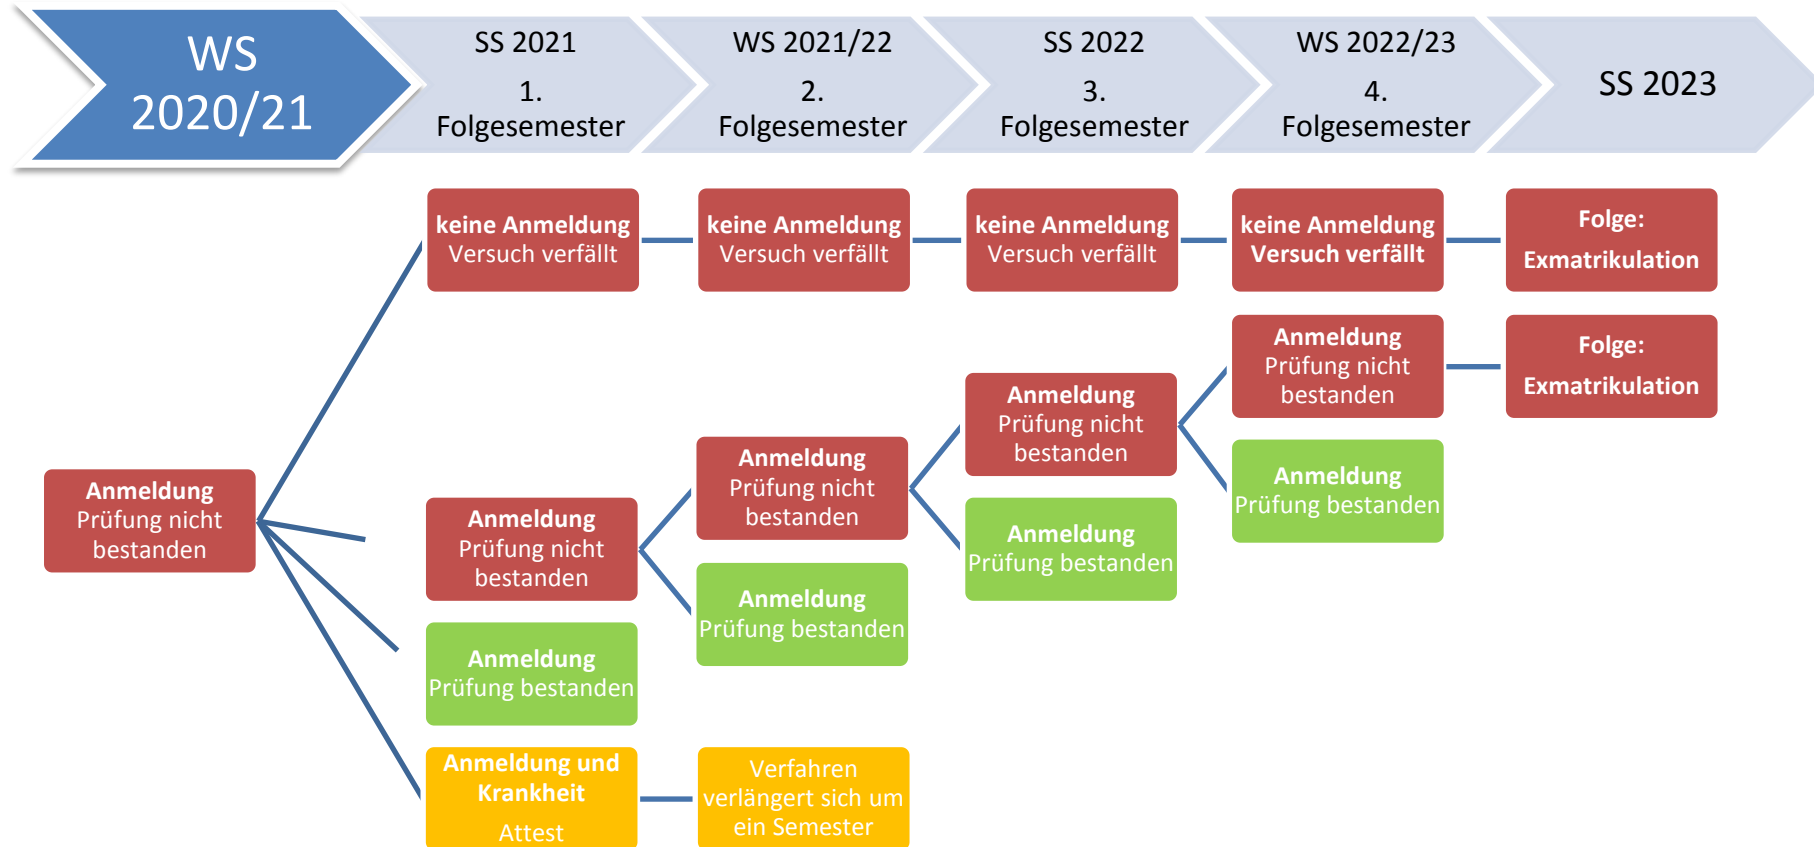 WS
2020/21
SS 2021
1.
Folgesemester
WS 2021/22
2.
Folgesemester
SS 2022
3.
Folgesemester
WS 2022/23
4.
Folgesemester
SS 2023
keine Anmeldung
Versuch verfällt
keine Anmeldung
Versuch verfällt
keine Anmeldung
Versuch verfällt
keine Anmeldung
Versuch verfällt
Folge:
Exmatrikulation
Anmeldung
Prüfung nicht
bestanden
Folge:
Exmatrikulation
Anmeldung
Prüfung nicht
bestanden
Anmeldung
Prüfung nicht
bestanden
Anmeldung
Prüfung bestanden
Anmeldung
Prüfung nicht
bestanden
Anmeldung
Prüfung nicht
bestanden
Anmeldung
Prüfung bestanden
Anmeldung
Prüfung bestanden
Anmeldung
Prüfung bestanden
Anmeldung und
Krankheit
Attest
Verfahren
verlängert sich um
ein Semester